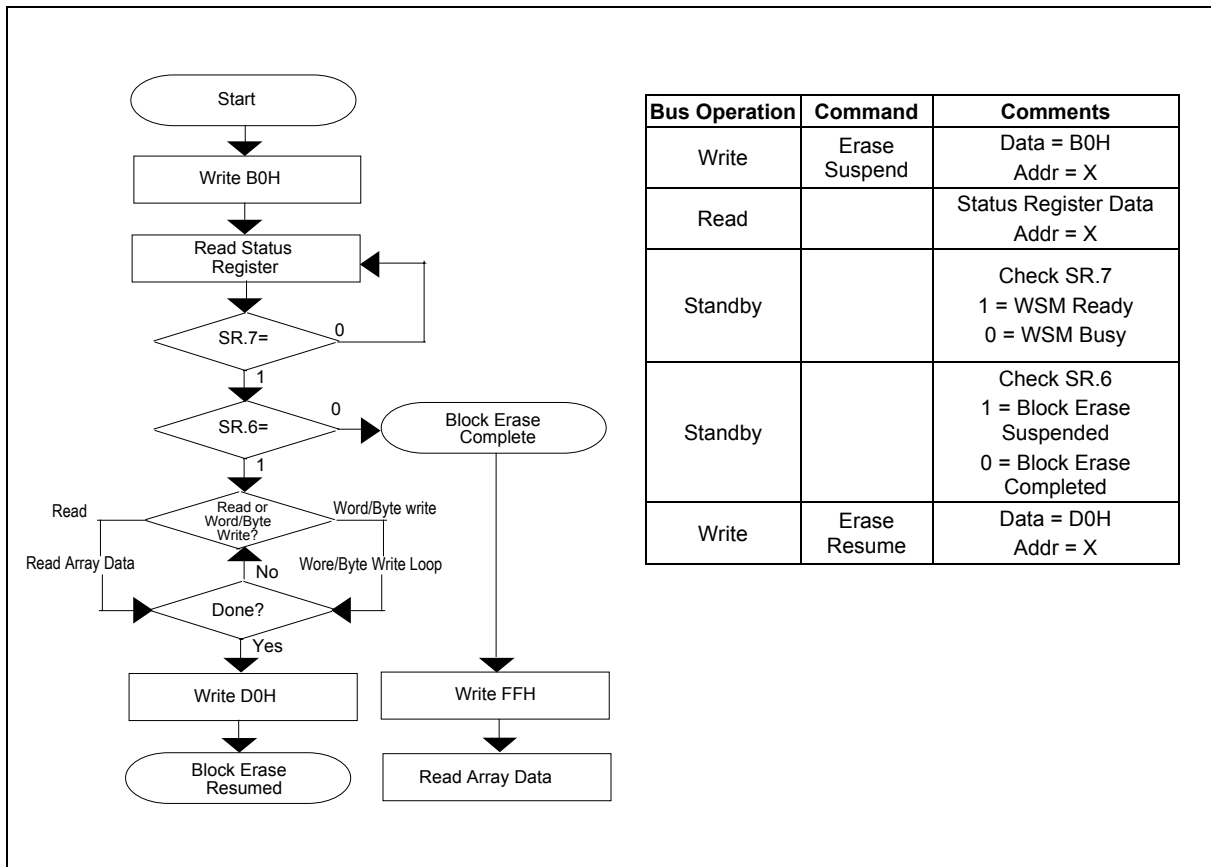 Start
Write B0H
Read Status
Register
SR.7=
0
1
SR.6=
0
Block Erase
Complete
1
Read
Read or
Word/Byte
Write?
Word/Byte write
Read Array Data
Wore/Byte Write Loop
No
Done?
Yes
Write D0H
Write FFH
Block Erase
Resumed
Read Array Data
Bus Operation Command Comments
Write Erase
Suspend Data = B0H
Addr = X
Read Status Register Data
Addr = X
Standby Check SR.7
1 = WSM Ready
0 = WSM Busy
Standby Check SR.6
1 = Block Erase
Suspended
0 = Block Erase
Completed
Write Erase
Resume Data = D0H
Addr = X